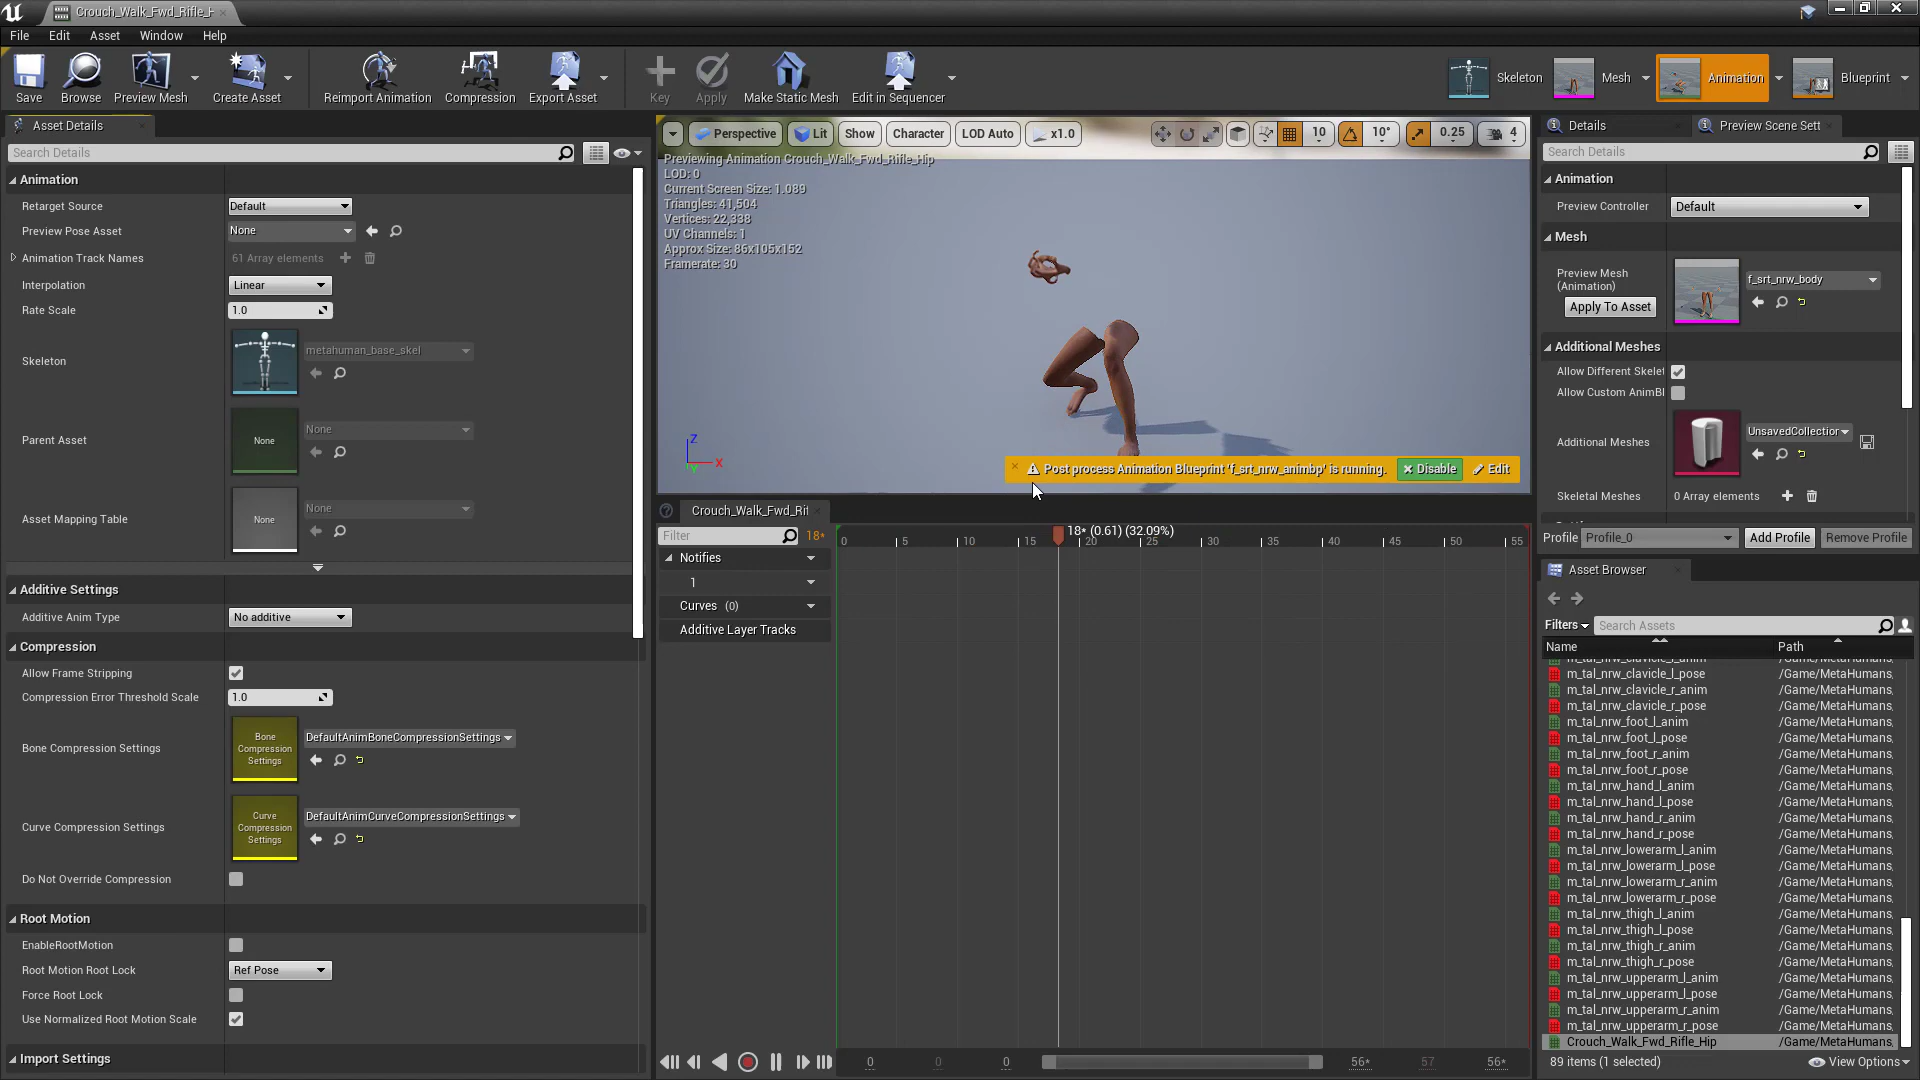 Crouch_Walk_Fwd_Rifle_H
File Edit Asset Window Help
Save Browse Preview Mesh Create Asset Reimport Animation Compression Export Asset Key Apply Make Static Mesh Edit in Sequencer Skeleton Mesh Animation Blueprint
Asset Details
Search Details
Animation
Retarget Source Default
Preview Pose Asset None
Animation Track Names 61 Array elements
Interpolation Linear
Rate Scale 1.0
Skeleton metahuman_base_skel
Parent Asset None None
Asset Mapping Table None None
Additive Settings
Additive Anim Type No additive
Compression
Allow Frame Stripping
Compression Error Threshold Scale 1.0
Bone Compression Settings
Bone
Compression
Settings
DefaultAnimBoneCompressionSettings
Curve Compression Settings
Curve
Compression
Settings
DefaultAnimCurveCompressionSettings
Do Not Override Compression
Root Motion
EnableRootMotion
Root Motion Root Lock Ref Pose
Force Root Lock
Use Normalized Root Motion Scale
Import Settings
Perspective Lit Show Character LOD Auto x1.0 10 10° 0.25 4
Previewing Animation Crouch_Walk_Fwd_Rifle_Hip
LOD: 0
Current Screen Size: 1.089
Triangles: 41,504
Vertices: 22,338
UV Channels: 1
Approx Size: 86x105x152
Framerate: 30
Z
X
Y
Post process Animation Blueprint 'f_srt_nrw_animbp' is running. Disable Edit
Crouch_Walk_Fwd_Rif
Filter 18*
18* (0.61) (32.09%)
0 5 10 15 20 25 30 35 40 45 50 55
Notifies
1
Curves (0)
Additive Layer Tracks
0 0 0 56* 57 56*
Details Preview Scene Sett
Search Details
Animation
Preview Controller Default
Mesh
Preview Mesh
(Animation)
Apply To Asset
f_srt_nrw_body
Additional Meshes
Allow Different Skelet
Allow Custom AnimBl
Additional Meshes UnsavedCollection
Skeletal Meshes 0 Array elements
Profile Profile_0 Add Profile Remove Profile
Asset Browser
Filters Search Assets
Name Path
m_tal_nrw_clavicle_l_anim /Game/MetaHumans,
m_tal_nrw_clavicle_l_pose /Game/MetaHumans,
m_tal_nrw_clavicle_r_anim /Game/MetaHumans,
m_tal_nrw_clavicle_r_pose /Game/MetaHumans,
m_tal_nrw_foot_l_anim /Game/MetaHumans,
m_tal_nrw_foot_l_pose /Game/MetaHumans,
m_tal_nrw_foot_r_anim /Game/MetaHumans,
m_tal_nrw_foot_r_pose /Game/MetaHumans,
m_tal_nrw_hand_l_anim /Game/MetaHumans,
m_tal_nrw_hand_l_pose /Game/MetaHumans,
m_tal_nrw_hand_r_anim /Game/MetaHumans,
m_tal_nrw_hand_r_pose /Game/MetaHumans,
m_tal_nrw_lowerarm_l_anim /Game/MetaHumans,
m_tal_nrw_lowerarm_l_pose /Game/MetaHumans,
m_tal_nrw_lowerarm_r_anim /Game/MetaHumans,
m_tal_nrw_lowerarm_r_pose /Game/MetaHumans,
m_tal_nrw_thigh_l_anim /Game/MetaHumans,
m_tal_nrw_thigh_l_pose /Game/MetaHumans,
m_tal_nrw_thigh_r_anim /Game/MetaHumans,
m_tal_nrw_thigh_r_pose /Game/MetaHumans,
m_tal_nrw_upperarm_l_anim /Game/MetaHumans,
m_tal_nrw_upperarm_l_pose /Game/MetaHumans,
m_tal_nrw_upperarm_r_anim /Game/MetaHumans,
m_tal_nrw_upperarm_r_pose /Game/MetaHumans,
Crouch_Walk_Fwd_Rifle_Hip /Game/MetaHumans,
89 items (1 selected) View Options